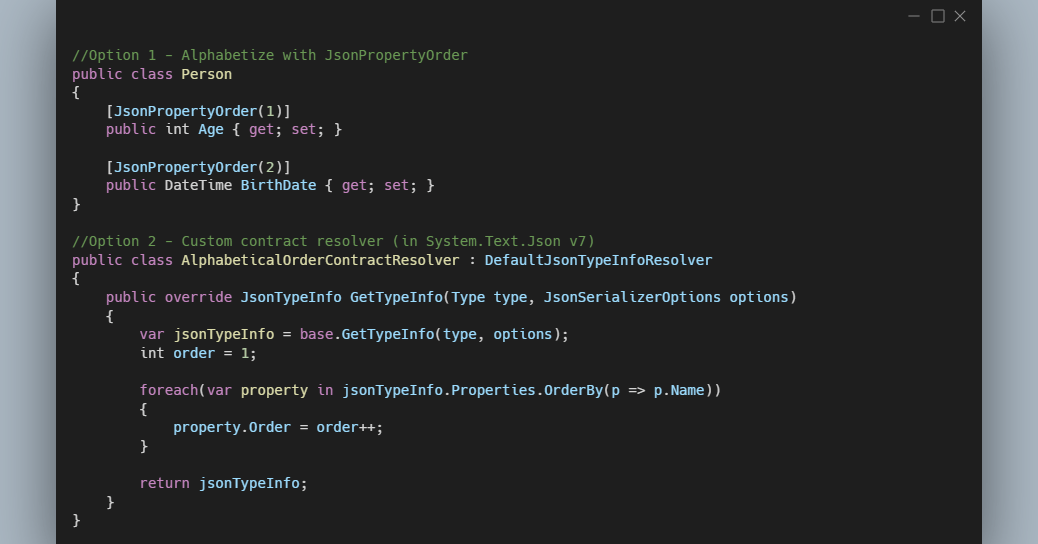 //Option 1 - Alphabetize with JsonPropertyOrder
public class Person
{
    [JsonPropertyOrder(1)]
    public int Age { get; set; }

    [JsonPropertyOrder(2)]
    public DateTime BirthDate { get; set; }
}

//Option 2 - Custom contract resolver (in System.Text.Json v7)
public class AlphabeticalOrderContractResolver : DefaultJsonTypeInfoResolver
{
    public override JsonTypeInfo GetTypeInfo(Type type, JsonSerializerOptions options)
    {
        var jsonTypeInfo = base.GetTypeInfo(type, options);
        int order = 1;

        foreach(var property in jsonTypeInfo.Properties.OrderBy(p => p.Name))
        {
            property.Order = order++;
        }

        return jsonTypeInfo;
    }
}